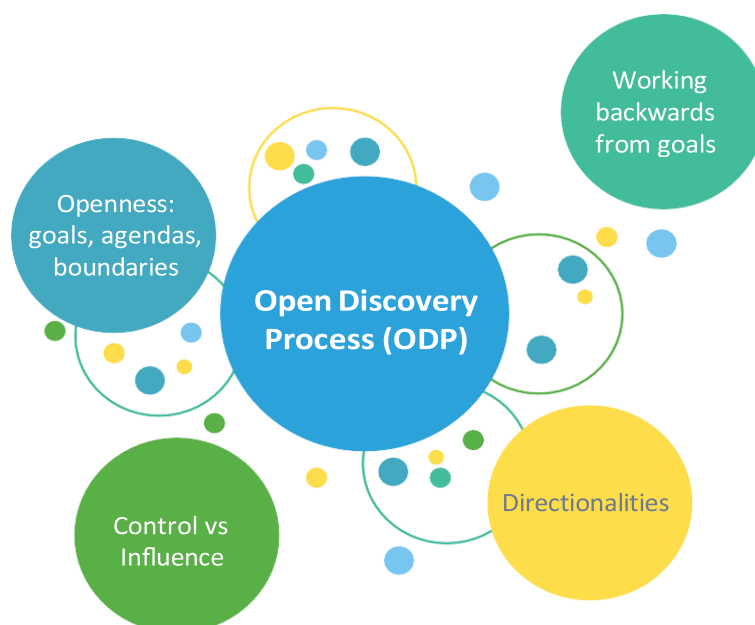 Working
backwards
from goals
Openness:
goals, agendas,
boundaries
Open Discovery
Process (ODP)
Directionalities
Control vs
Influence